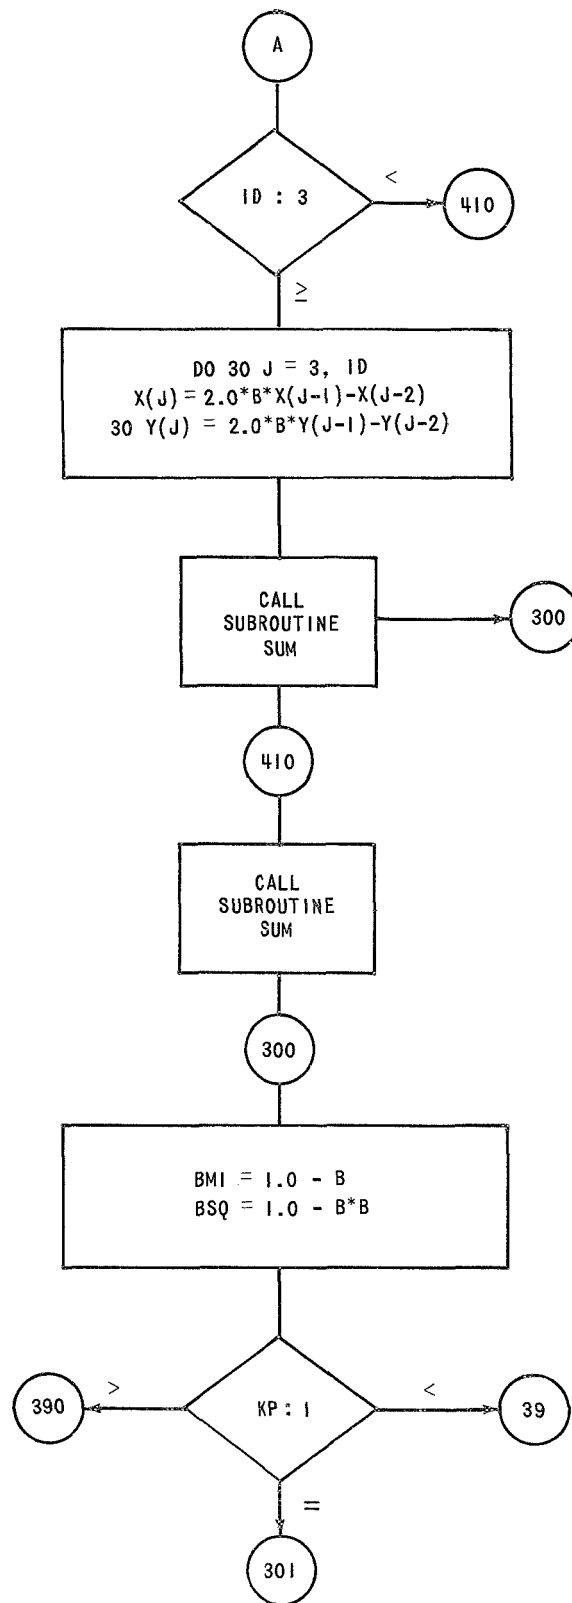 A
ID : 3
<
410
≥
DO 30 J = 3, ID
X(J) = 2.0*B*X(J-1)-X(J-2)
30 Y(J) = 2.0*B*Y(J-1)-Y(J-2)
CALL
SUBROUTINE
SUM
300
410
CALL
SUBROUTINE
SUM
300
BM1 = 1.0 - B
BSQ = 1.0 - B*B
>
390
KP : 1
<
39
=
301